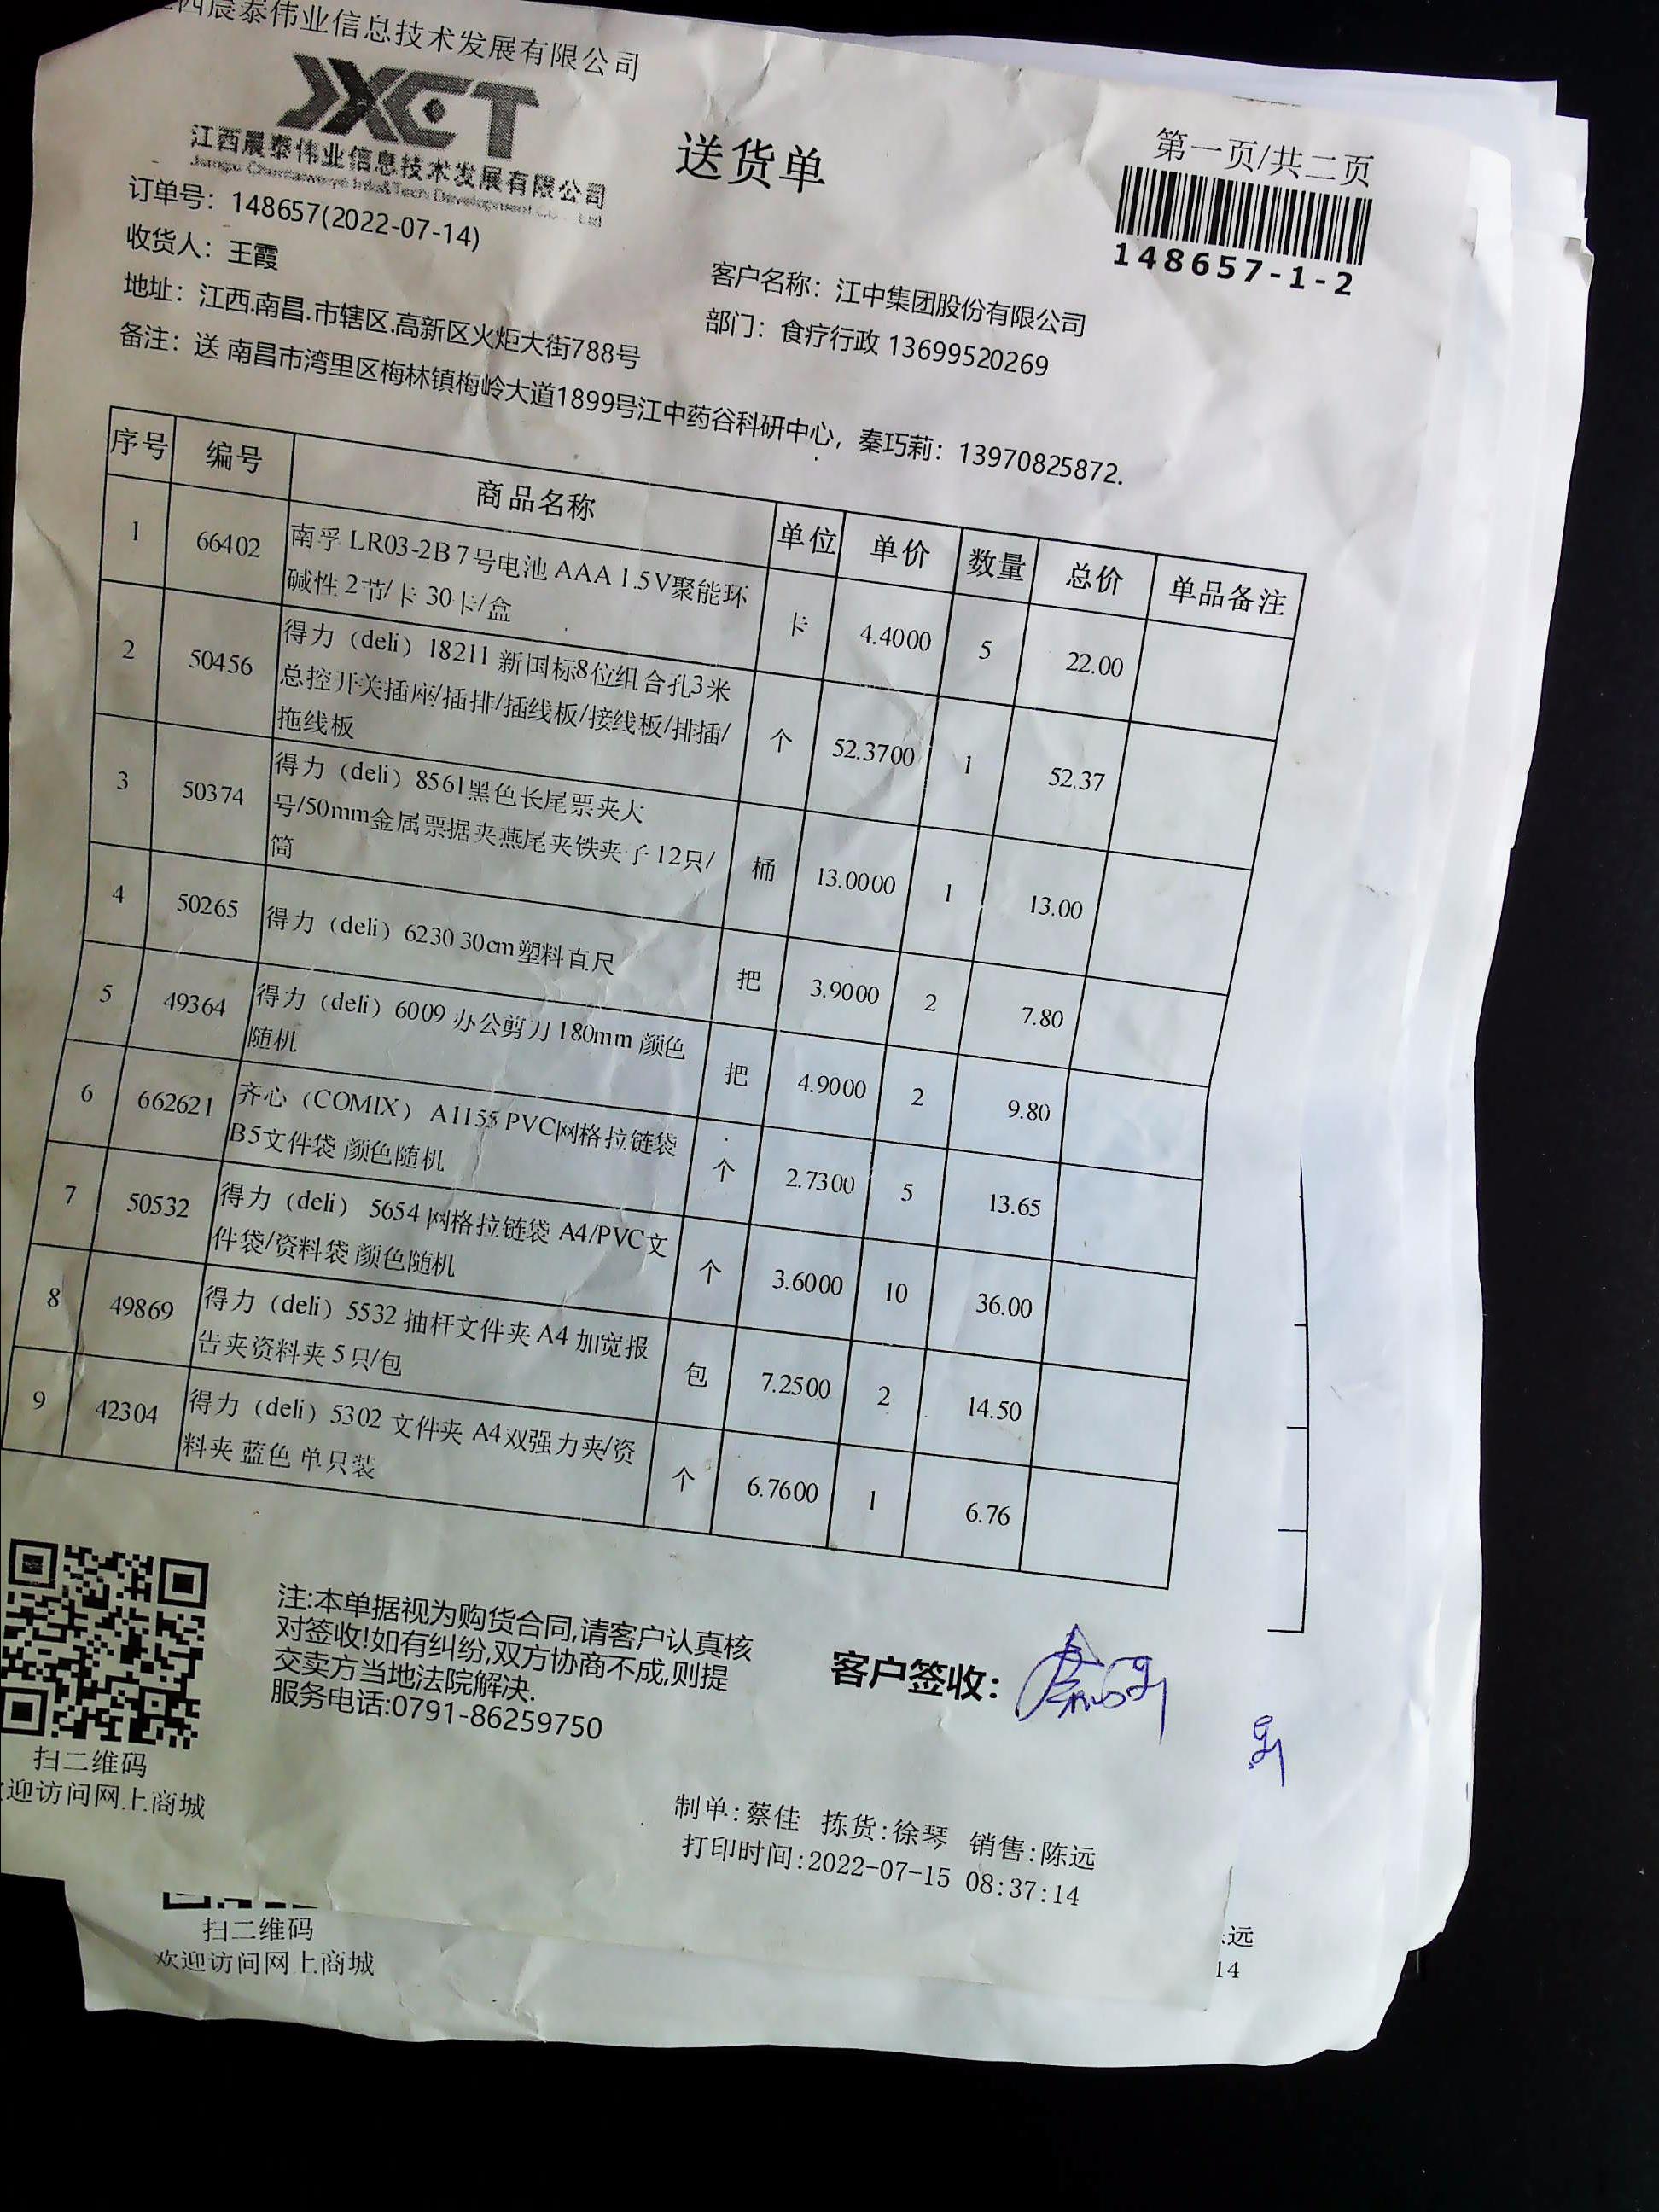 西晨泰伟业信息技术发展有限公司
JXCT
江西晨泰伟业信息技术发展有限公司
送货单
第一页/共二页
148657-1-2
订单号：148657(2022-07-14)
收货人：王霞
客户名称：江中集团股份有限公司
地址：江西.南昌.市辖区.高新区火炬大街788号
部门：食疗行政 13699520269
备注：送 南昌市湾里区梅林镇梅岭大道1899号江中药谷科研中心，秦巧莉：13970825872.
序号 编号 商品名称 单位 单价 数量 总价 单品备注
1 66402 南孚 LR03-2B 7号电池 AAA 1.5V聚能环 卡 4.4000 5 22.00
碱性 2节/卡 30卡/盒
2 50456 得力（deli）18211 新国标8位组合孔3米 个 52.3700 1 52.37
总控开关插座/插排/插线板/接线板/排插/
拖线板
3 50374 得力（deli）8561黑色长尾票夹大 桶 13.0000 1 13.00
号/50mm金属票据夹燕尾夹铁夹子 12只/
筒
4 50265 得力（deli）6230 30cm塑料直尺 把 3.9000 2 7.80
5 49364 得力（deli）6009 办公剪刀 180mm 颜色 把 4.9000 2 9.80
随机
6 662621 齐心（COMIX） A1155 PVC网格拉链袋 个 2.7300 5 13.65
B5文件袋 颜色随机
7 50532 得力（deli） 5654 网格拉链袋 A4/PVC文 个 3.6000 10 36.00
件袋/资料袋 颜色随机
8 49869 得力（deli）5532 抽杆文件夹 A4 加宽报 包 7.2500 2 14.50
告夹资料夹 5只/包
9 42304 得力（deli）5302 文件夹 A4双强力夹/资 个 6.7600 1 6.76
料夹 蓝色 单只装
注:本单据视为购货合同,请客户认真核
对签收!如有纠纷,双方协商不成,则提
交卖方当地法院解决.
服务电话:0791-86259750
客户签收：
扫二维码
迎访问网上商城
制单:蔡佳 拣货:徐琴 销售:陈远
打印时间:2022-07-15 08:37:14
扫二维码
欢迎访问网上商城
远
14